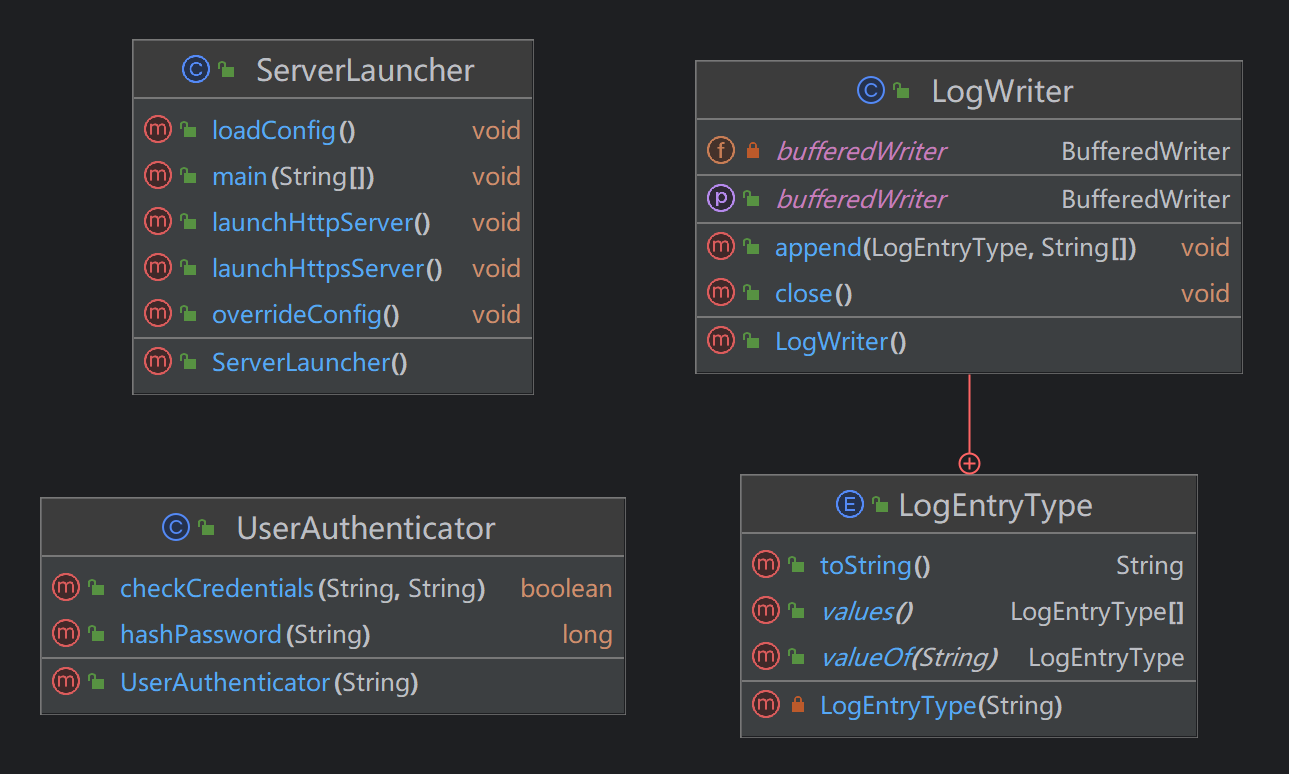 ServerLauncher
loadConfig() void
main(String[]) void
launchHttpServer() void
launchHttpsServer() void
overrideConfig() void
ServerLauncher()
LogWriter
bufferedWriter BufferedWriter
bufferedWriter BufferedWriter
append(LogEntryType, String[]) void
close() void
LogWriter()
UserAuthenticator
checkCredentials(String, String) boolean
hashPassword(String) long
UserAuthenticator(String)
LogEntryType
toString() String
values() LogEntryType[]
valueOf(String) LogEntryType
LogEntryType(String)